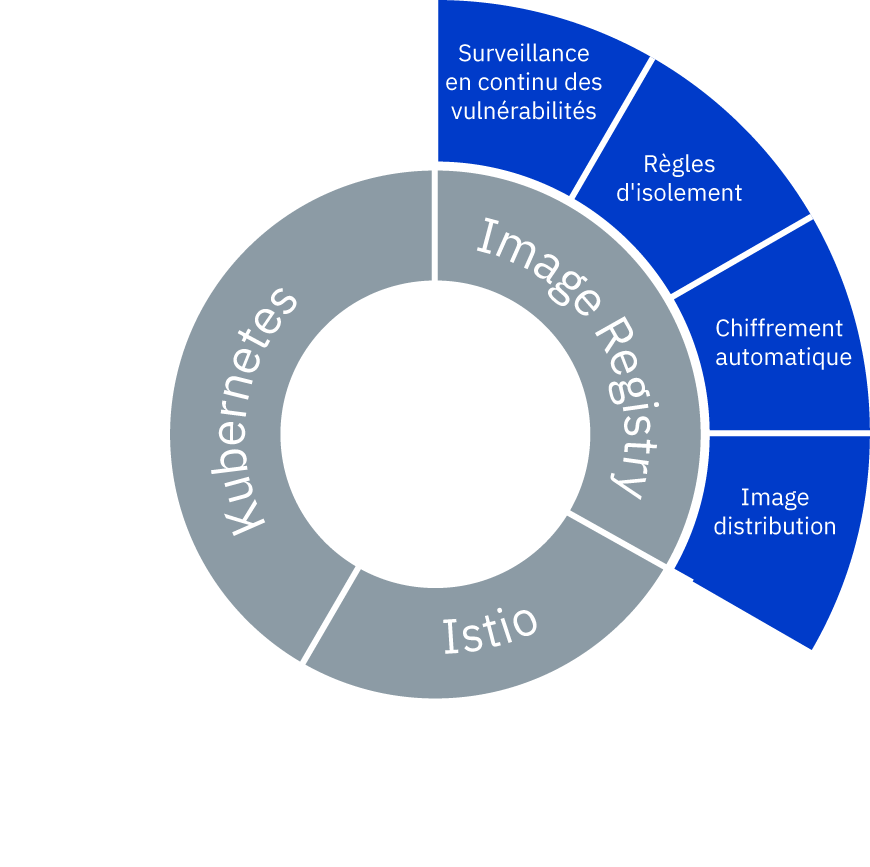 Surveillance
en continu des
vulnérabilités
Règles
d'isolement
Chiffrement
automatique
Image
distribution
Image Registry
Istio
Kubernetes